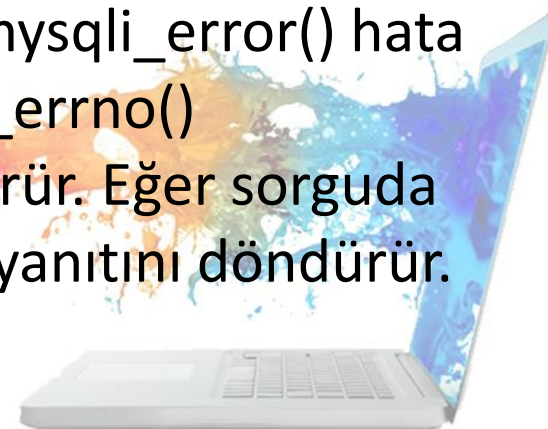 mysqli_error() hata
_errno()
rür. Eğer sorguda
yanıtını döndürür.